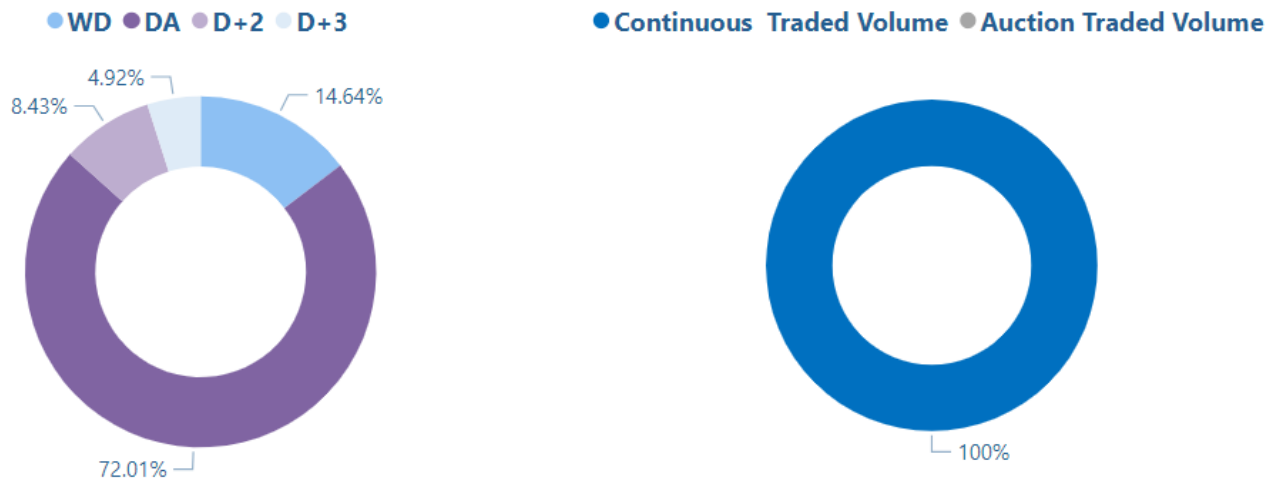 WD DA D+2 D+3
Continuous  Traded Volume Auction Traded Volume
4.92%
8.43%
14.64%
72.01%
100%